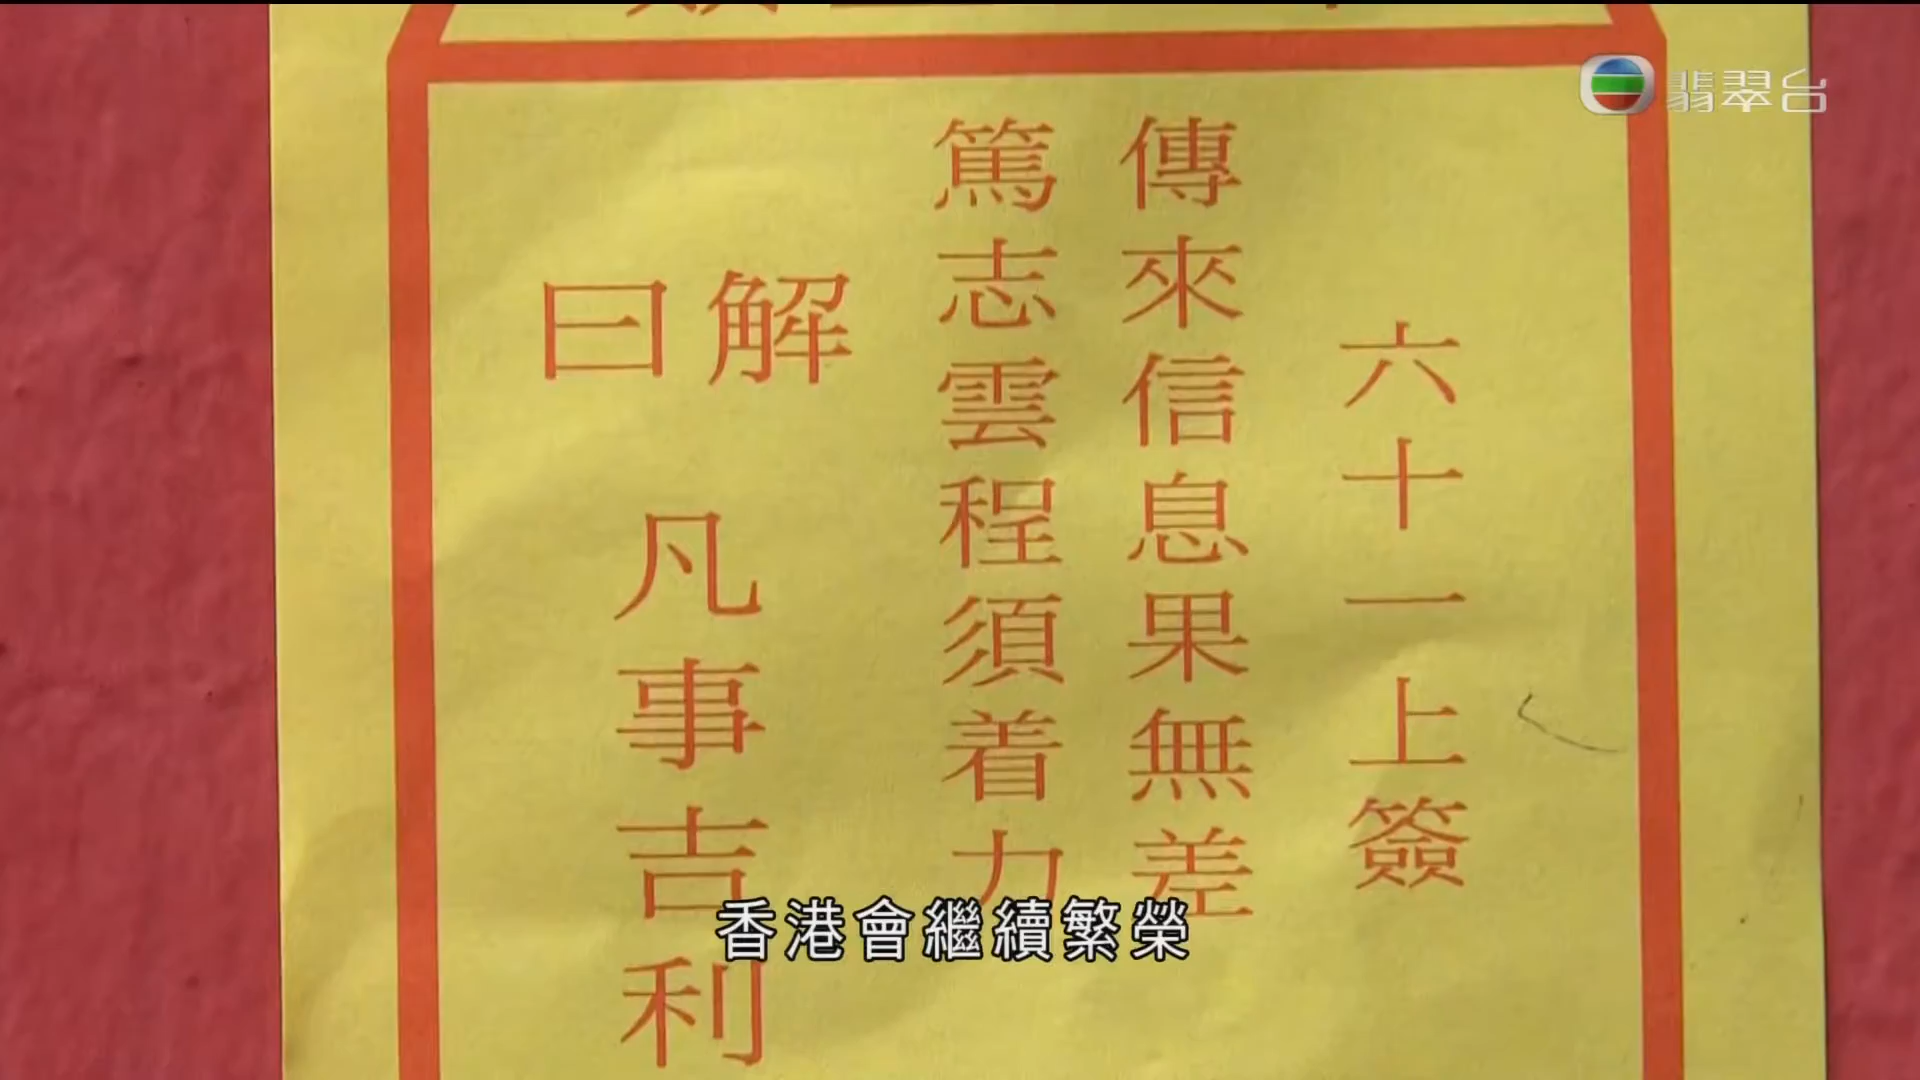 翡翠台
六十一上簽
傳來信息果無差
篤志雲程須着力
解曰
凡事吉利
香港會繼續繁榮